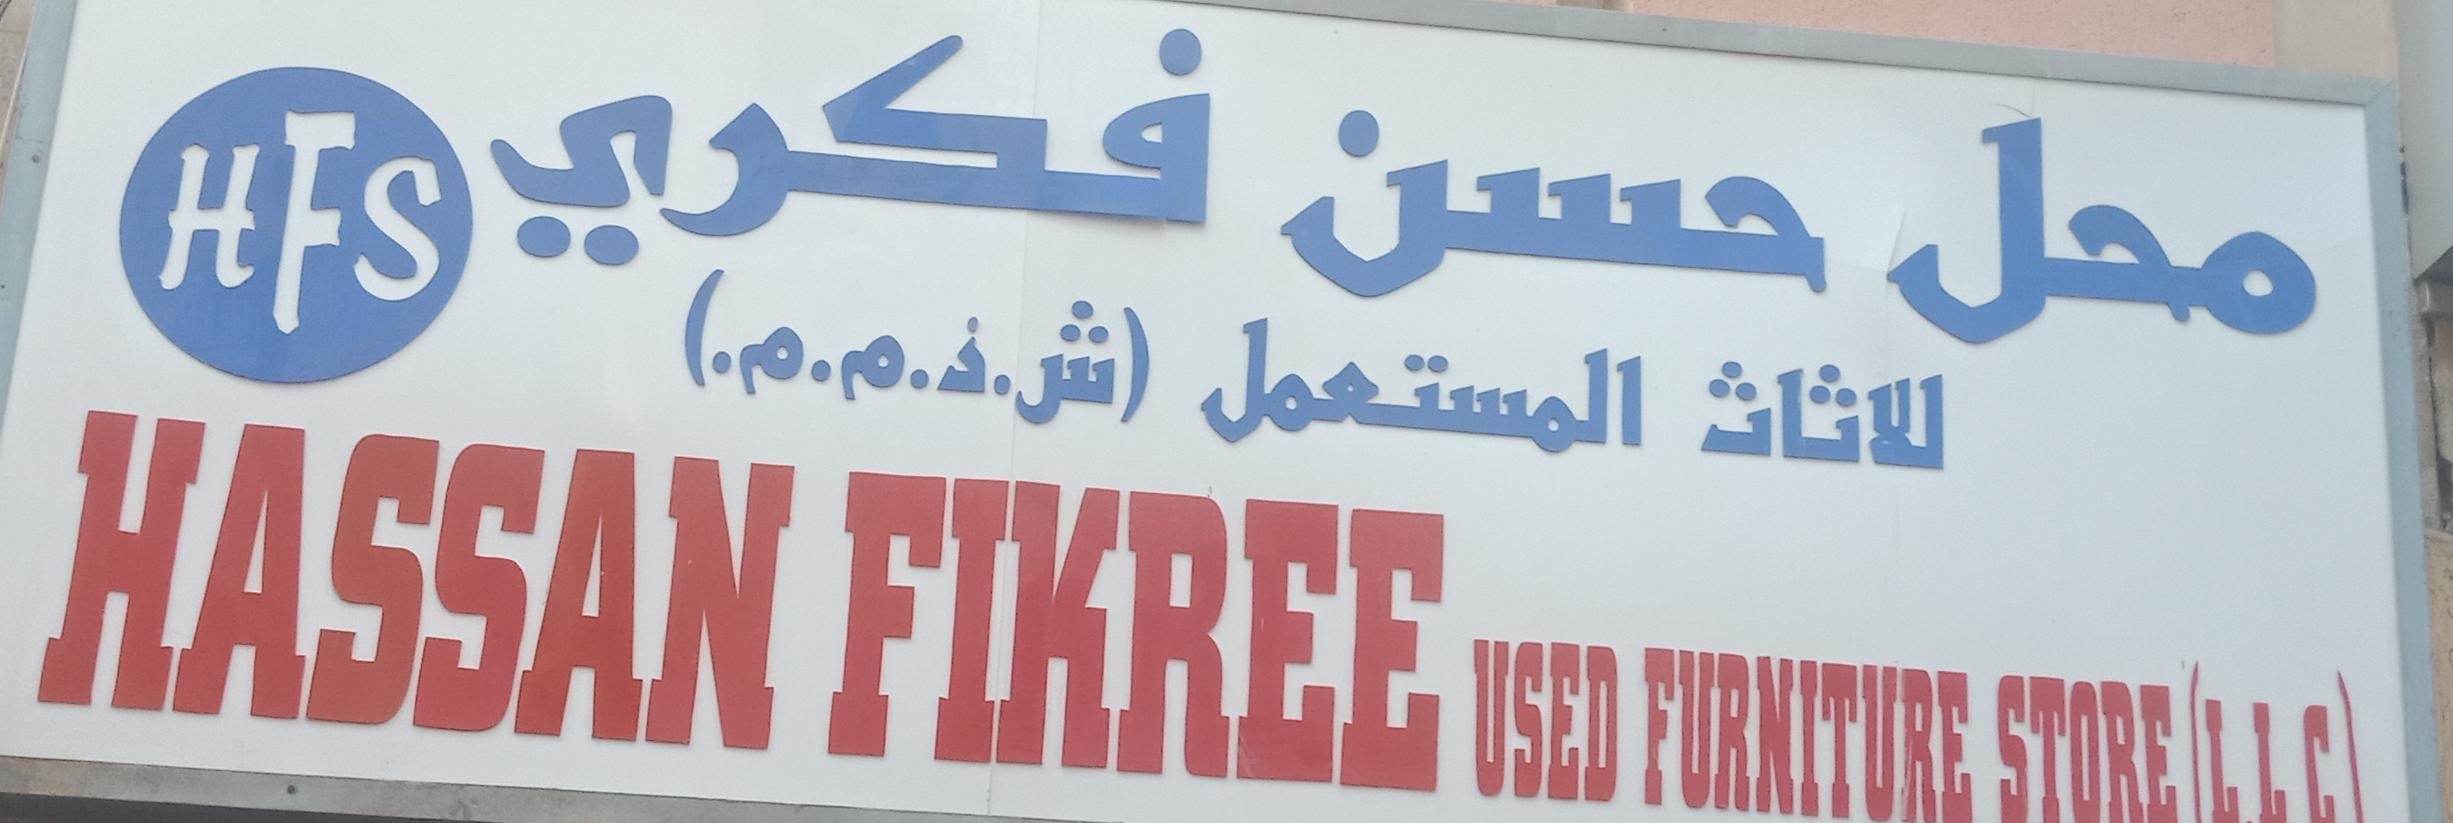 محل حسن فكري
HFS
للاثاث المستعمل (ش.ذ.م.م.)
HASSAN FIKREE USED FURNITURE STORE (L.L.C)